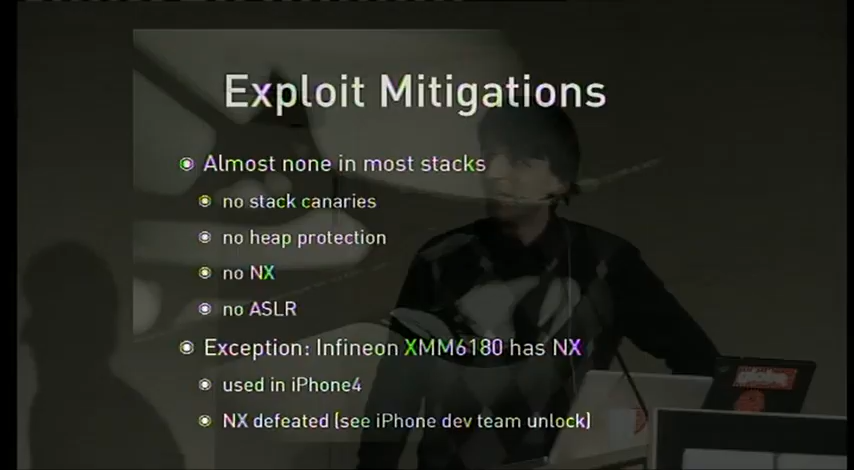 Exploit Mitigations
Almost none in most stacks
no stack canaries
no heap protection
no NX
no ASLR
Exception: Infineon XMM6180 has NX
used in iPhone4
NX defeated (see iPhone dev team unlock)